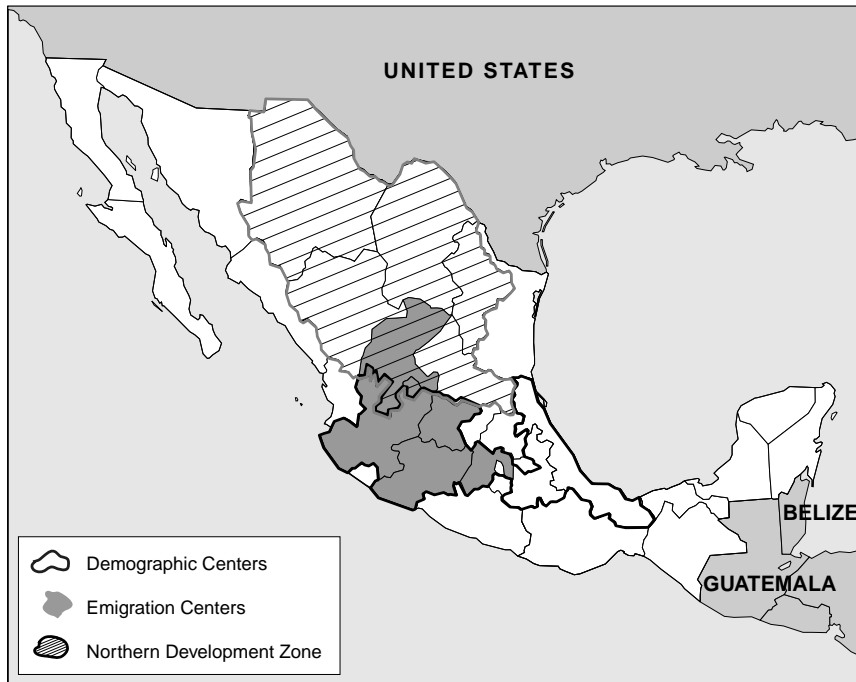 UNITED STATES
BELIZE
GUATEMALA
Demographic Centers
Emigration Centers
Northern Development Zone